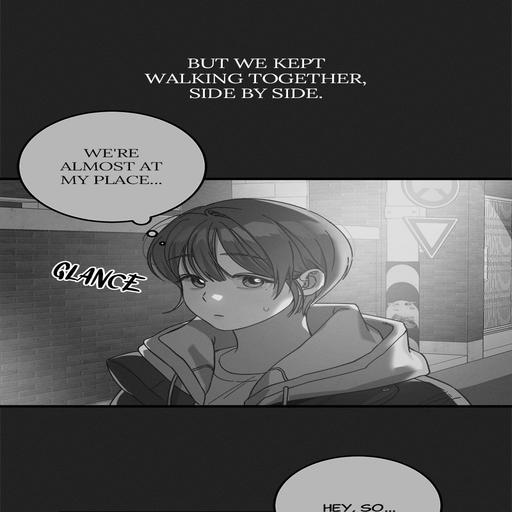 BUT WE KEPT
WALKING TOGETHER,
SIDE BY SIDE.
WE'RE
ALMOST AT
MY PLACE...
GLANCE
HEY, SO...